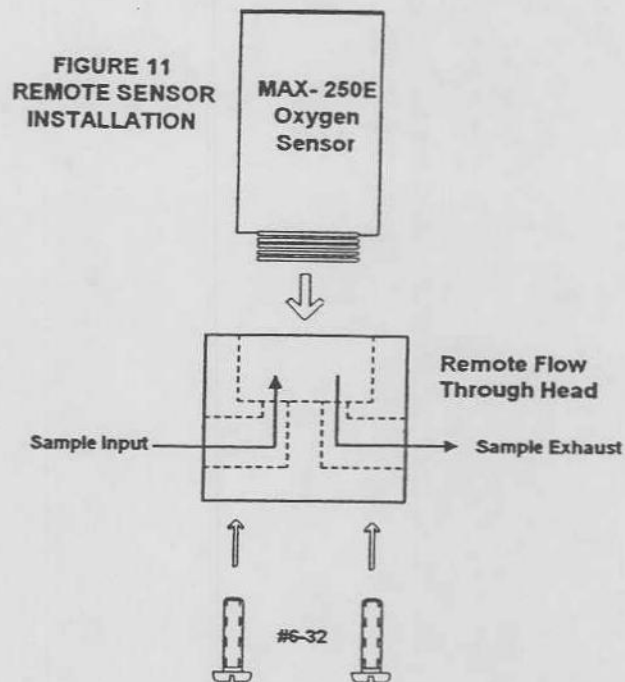 FIGURE 11
REMOTE SENSOR
INSTALLATION
MAX- 250E
Oxygen
Sensor
Remote Flow
Through Head
Sample Input
Sample Exhaust
#6-32